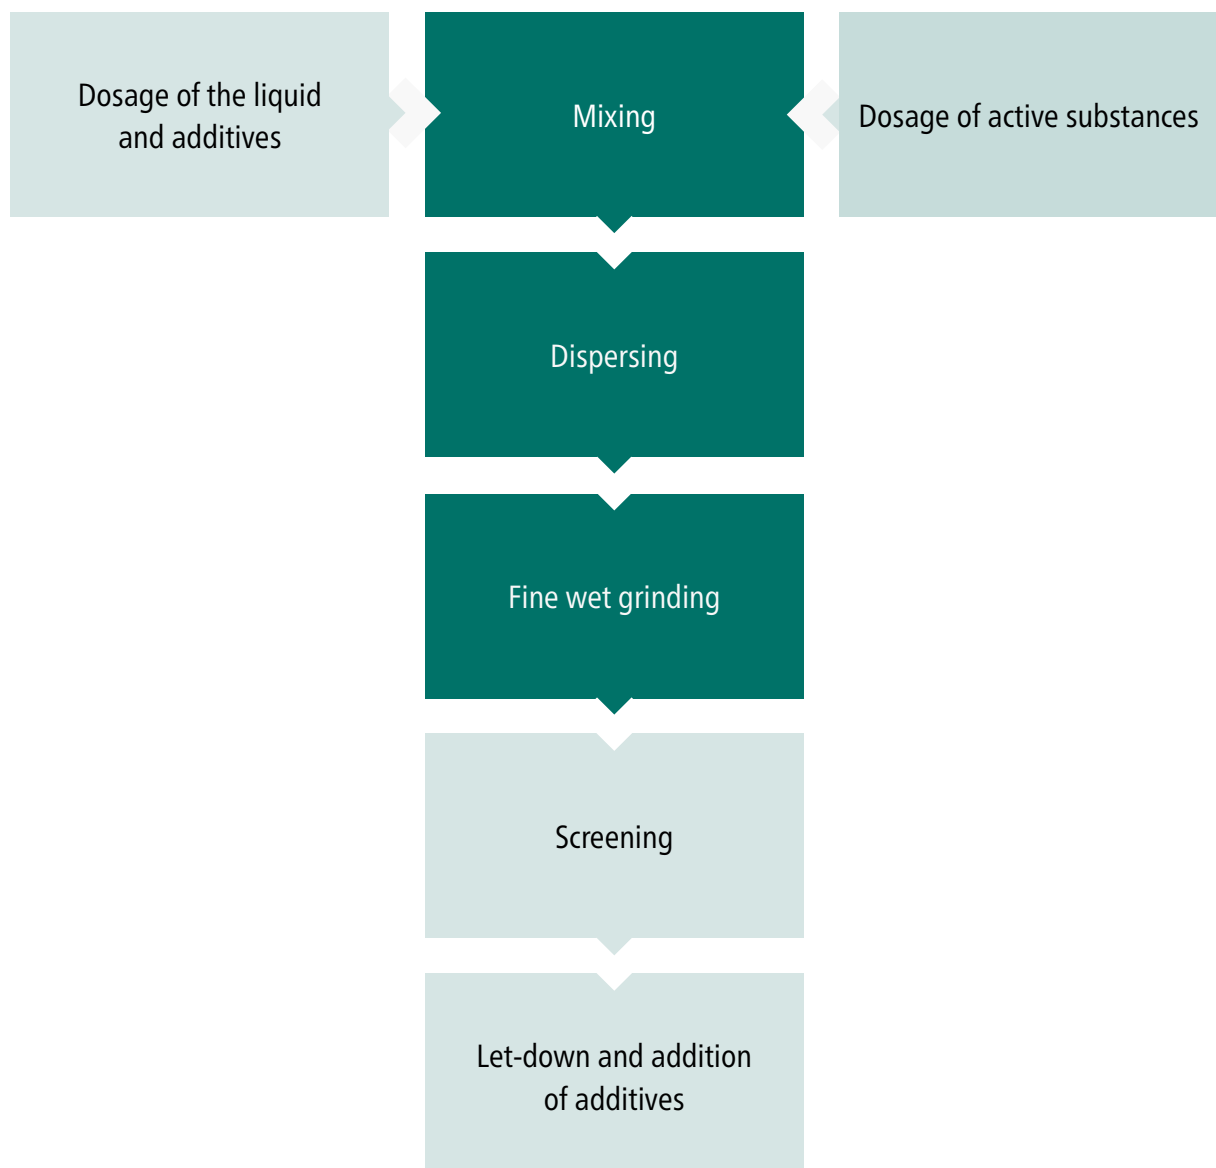 Dosage of the liquid
and additives
Mixing
Dosage of active substances
Dispersing
Fine wet grinding
Screening
Let-down and addition
of additives